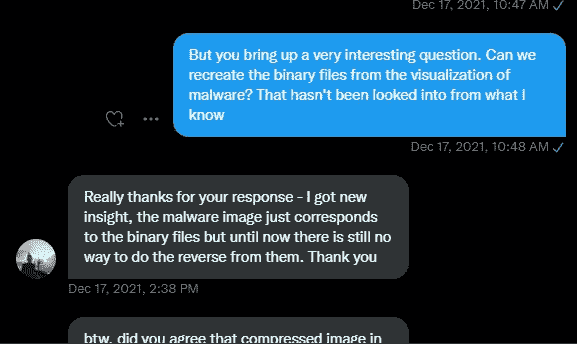 Dec 17, 2021, 10:47 AM ✓
But you bring up a very interesting question. Can we
recreate the binary files from the visualization of
malware? That hasn't been looked into from what I
know
Dec 17, 2021, 10:48 AM ✓
Really thanks for your response - I got new
insight, the malware image just corresponds
to the binary files but until now there is still no
way to do the reverse from them. Thank you
Dec 17, 2021, 2:38 PM
btw, did you agree that compressed image in